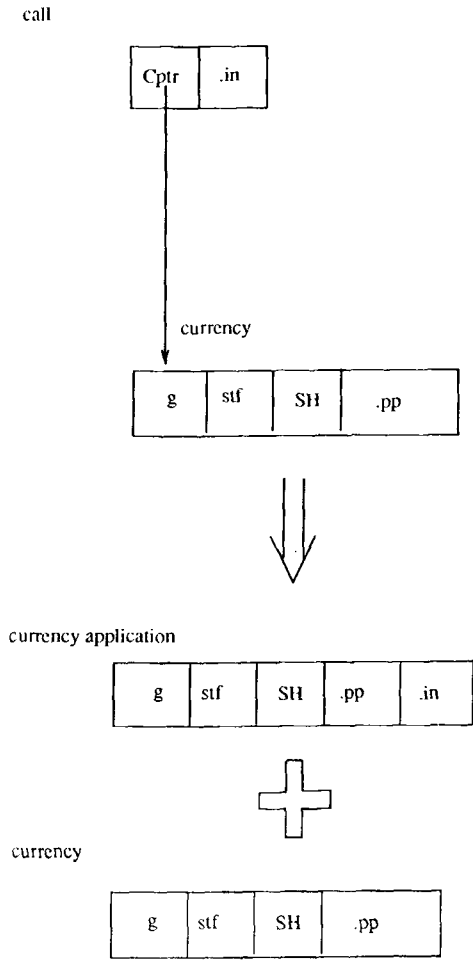 call
Cptr .in
currency
g stf SH .pp
currency application
g stf SH .pp .in
currency
g stf SH .pp